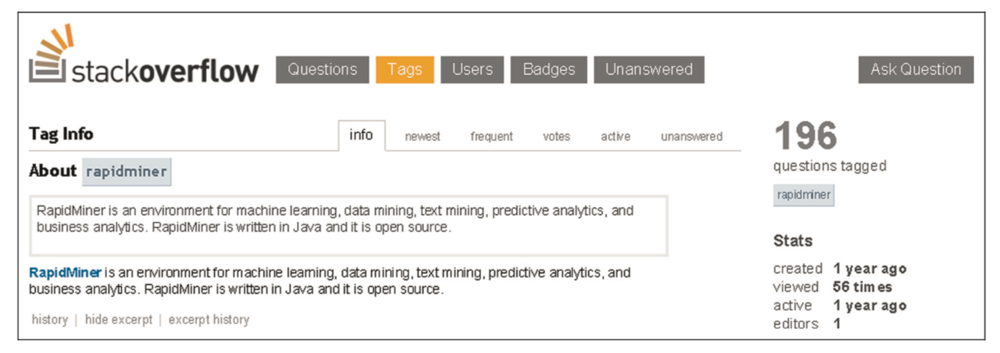 stackoverflow Questions Tags Users Badges Unanswered Ask Question
Tag Info info newest frequent votes active unanswered
About rapidminer
RapidMiner is an environment for machine learning, data mining, text mining, predictive analytics, and
business analytics. RapidMiner is written in Java and it is open source.
RapidMiner is an environment for machine learning, data mining, text mining, predictive analytics, and
business analytics. RapidMiner is written in Java and it is open source.
history | hide excerpt | excerpt history
196
questions tagged
rapidminer
Stats
created 1 year ago
viewed 56 times
active 1 year ago
editors 1